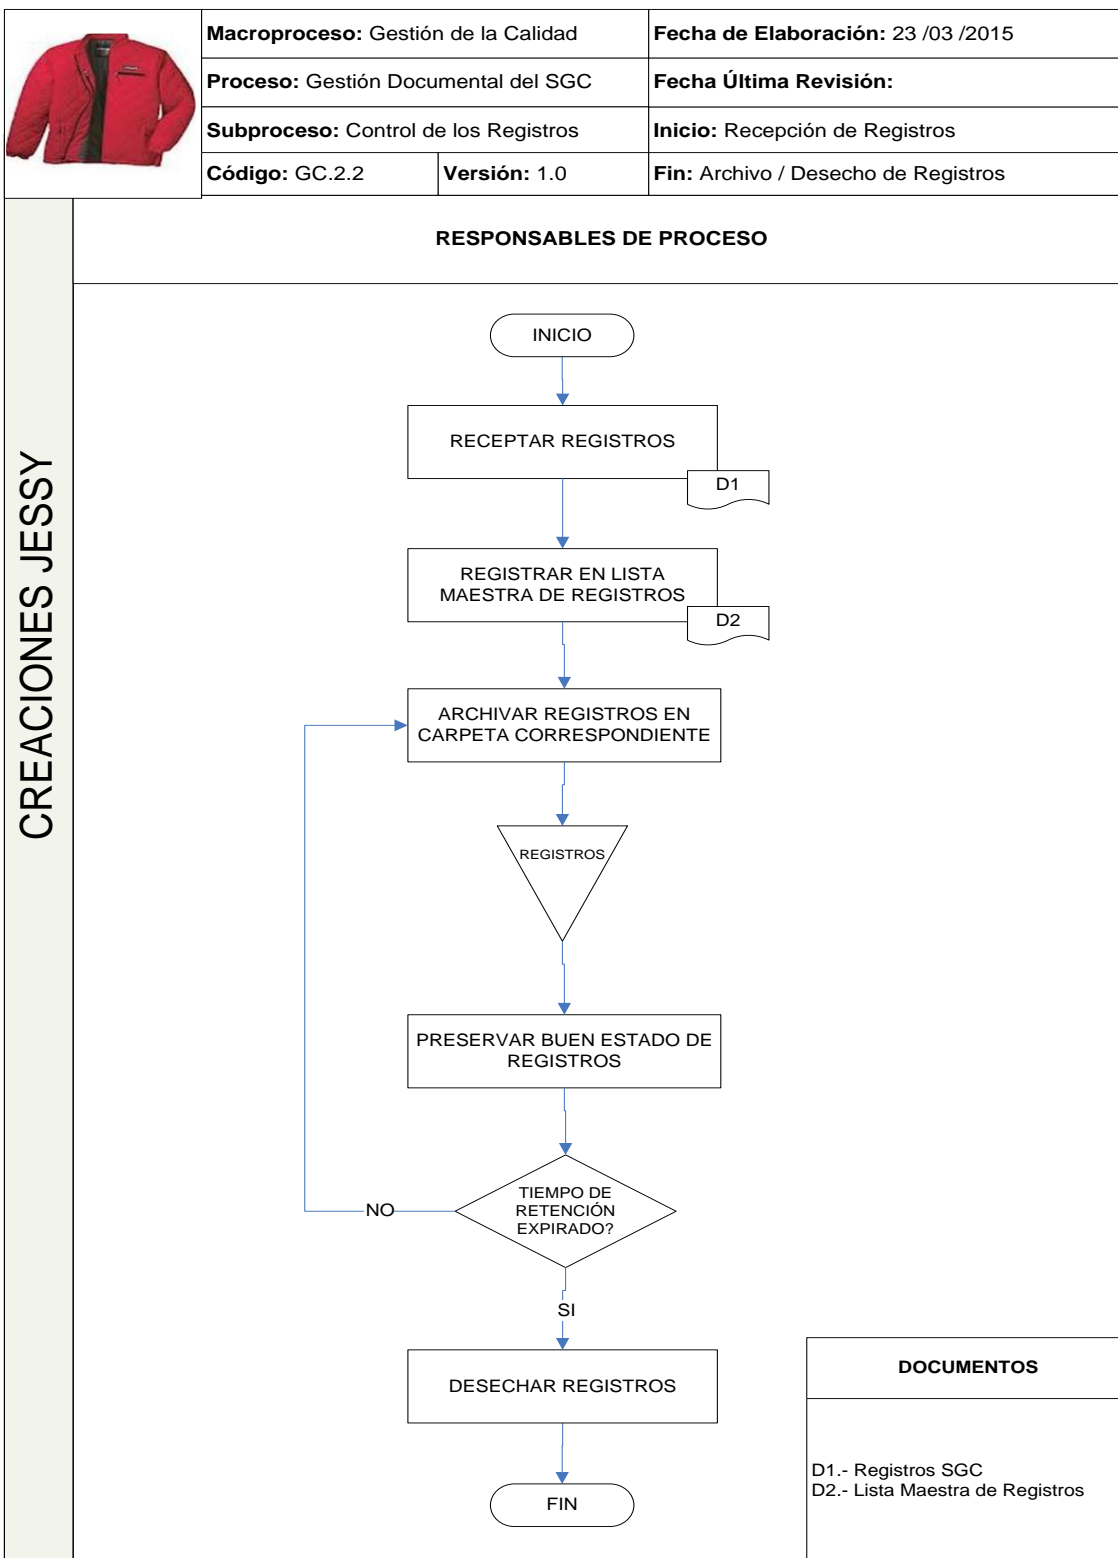 Macroproceso: Gestión de la Calidad
Fecha de Elaboración: 23 /03 /2015
Proceso: Gestión Documental del SGC
Fecha Última Revisión:
Subproceso: Control de los Registros
Inicio: Recepción de Registros
Código: GC.2.2
Versión: 1.0
Fin: Archivo / Desecho de Registros
CREACIONES JESSY
RESPONSABLES DE PROCESO
INICIO
RECEPTAR REGISTROS
D1
REGISTRAR EN LISTA
MAESTRA DE REGISTROS
D2
ARCHIVAR REGISTROS EN
CARPETA CORRESPONDIENTE
REGISTROS
PRESERVAR BUEN ESTADO DE
REGISTROS
TIEMPO DE
RETENCIÓN
EXPIRADO?
NO
SI
DESECHAR REGISTROS
FIN
DOCUMENTOS
D1.- Registros SGC
D2.- Lista Maestra de Registros